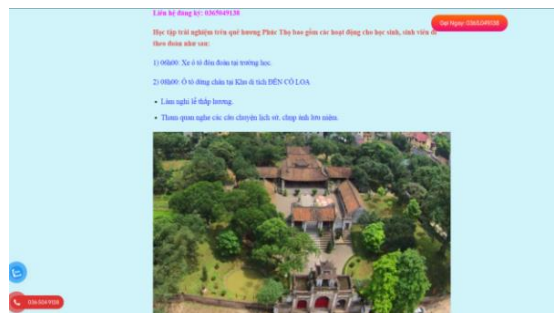 Liên hệ đăng ký: 0365049138
Gọi Ngay: 0365049138
Học tập trải nghiệm trên quê hương Phúc Thọ bao gồm các hoạt động cho học sinh, sinh viên đi
theo đoàn như sau:
1) 06h00: Xe ô tô đón đoàn tại trường học.
2) 08h00: Ô tô dừng chân tại Khu di tích ĐỀN CỔ LOA
• Làm nghi lễ thắp hương.
• Tham quan nghe các câu chuyện lịch sử, chụp ảnh lưu niệm.
0365049138